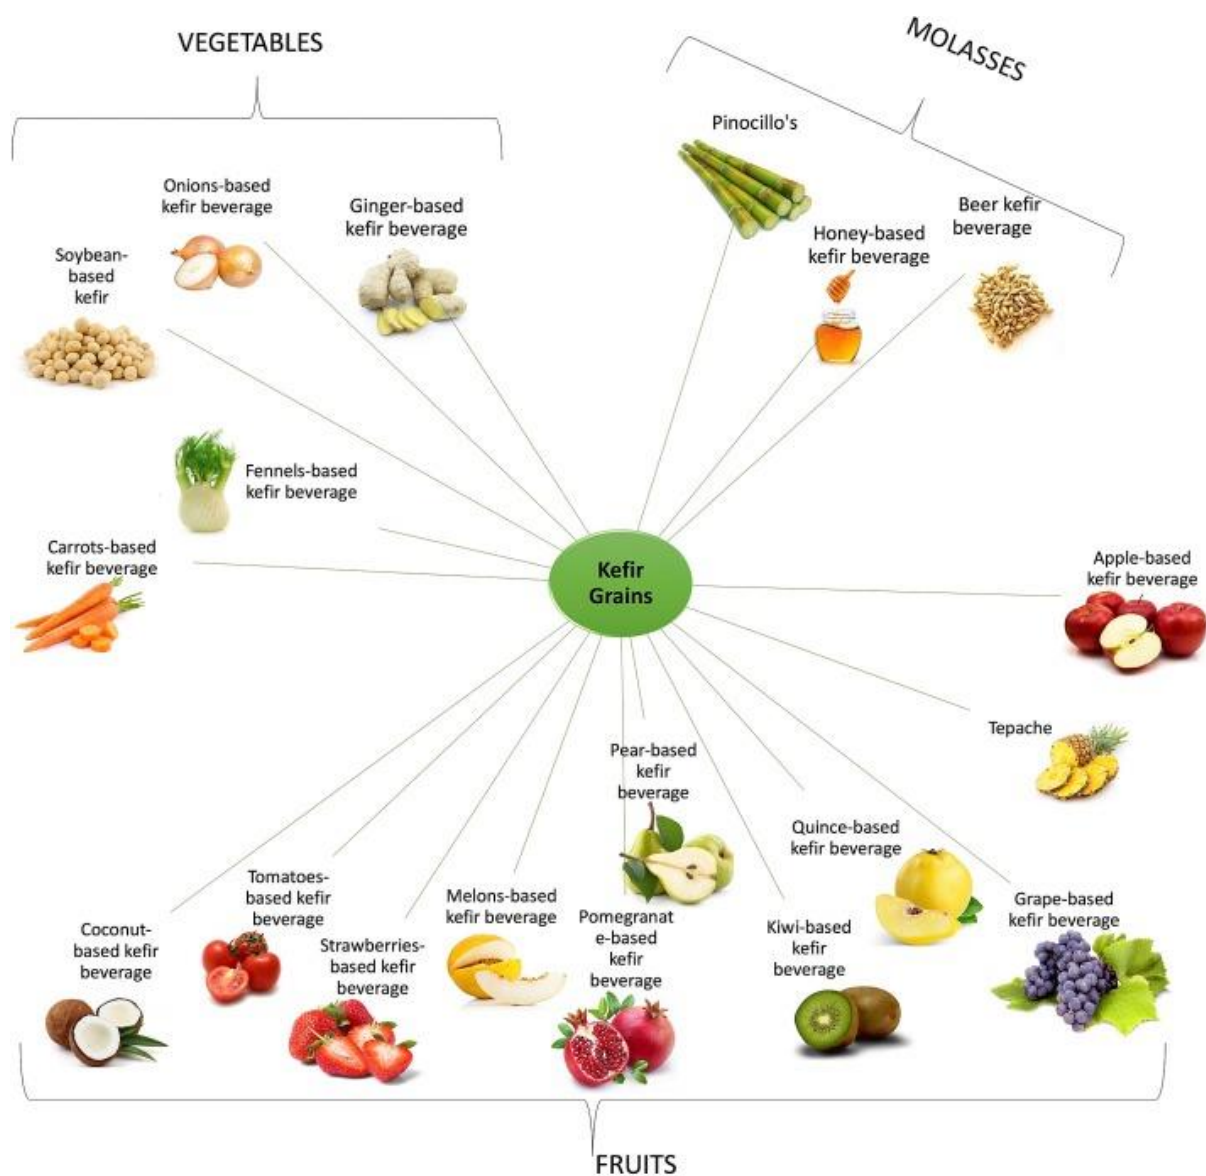 VEGETABLES
MOLASSES
Pinocillo's
Onions-based
kefir beverage
Ginger-based
kefir beverage
Beer kefir
beverage
Honey-based
kefir beverage
Soybean-
based
kefir
Fennels-based
kefir beverage
Carrots-based
kefir beverage
Kefir
Grains
Apple-based
kefir beverage
Tepache
Pear-based
kefir
beverage
Quince-based
kefir beverage
Tomatoes-
based kefir
beverage
Melons-based
kefir beverage
Grape-based
kefir beverage
Coconut-
based kefir
beverage
Strawberries-
based kefir
beverage
Pomegranat
e-based
kefir
beverage
Kiwi-based
kefir
beverage
FRUITS